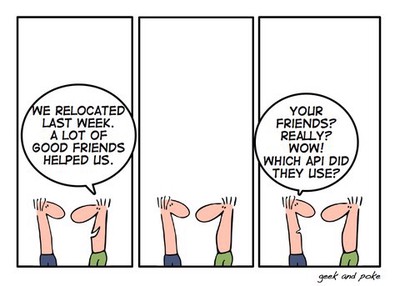 WE RELOCATED
LAST WEEK.
A LOT OF
GOOD FRIENDS
HELPED US.
YOUR
FRIENDS?
REALLY?
WOW!
WHICH API DID
THEY USE?
geek and poke